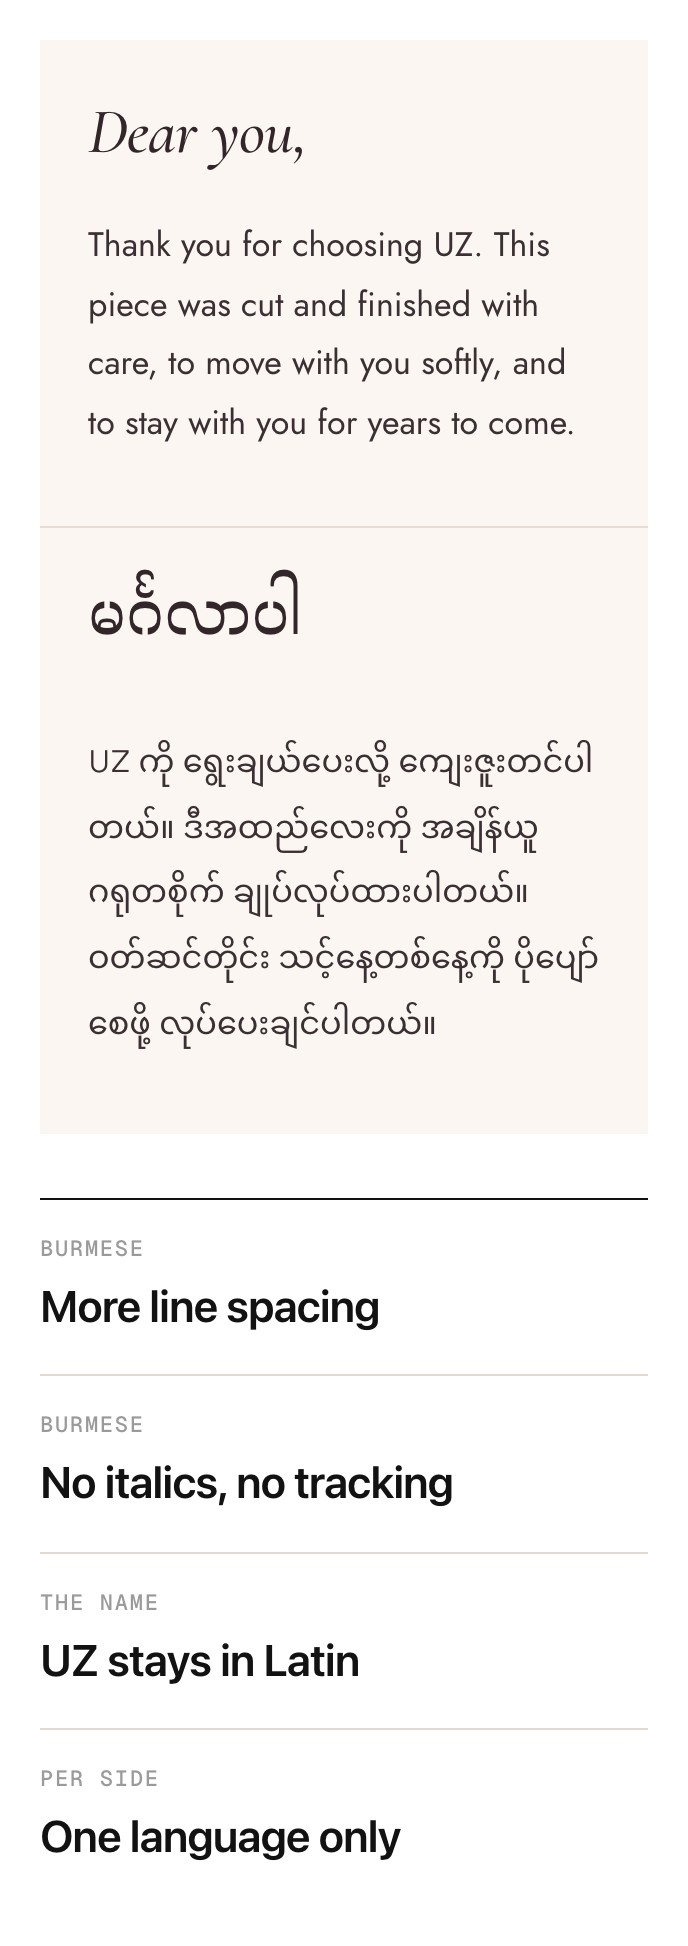 Dear you,
Thank you for choosing UZ. This
piece was cut and finished with
care, to move with you softly, and
to stay with you for years to come.
မင်္ဂလာပါ
UZ ကို ရွေးချယ်ပေးလို့ ကျေးဇူးတင်ပါ
တယ်။ ဒီအထည်လေးကို အချိန်ယူ
ဂရုတစိုက် ချုပ်လုပ်ထားပါတယ်။
ဝတ်ဆင်တိုင်း သင့်နေ့တစ်နေ့ကို ပိုပျော်
စေဖို့ လုပ်ပေးချင်ပါတယ်။
BURMESE
More line spacing
BURMESE
No italics, no tracking
THE NAME
UZ stays in Latin
PER SIDE
One language only